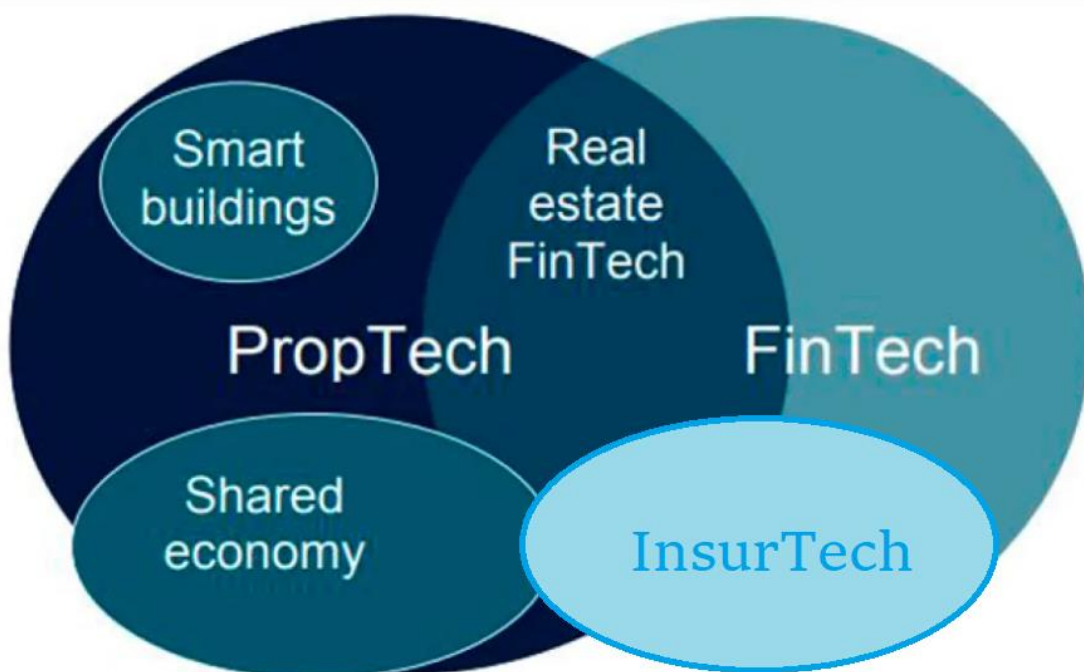 Smart
buildings
Real
estate
FinTech
PropTech
FinTech
Shared
economy
InsurTech